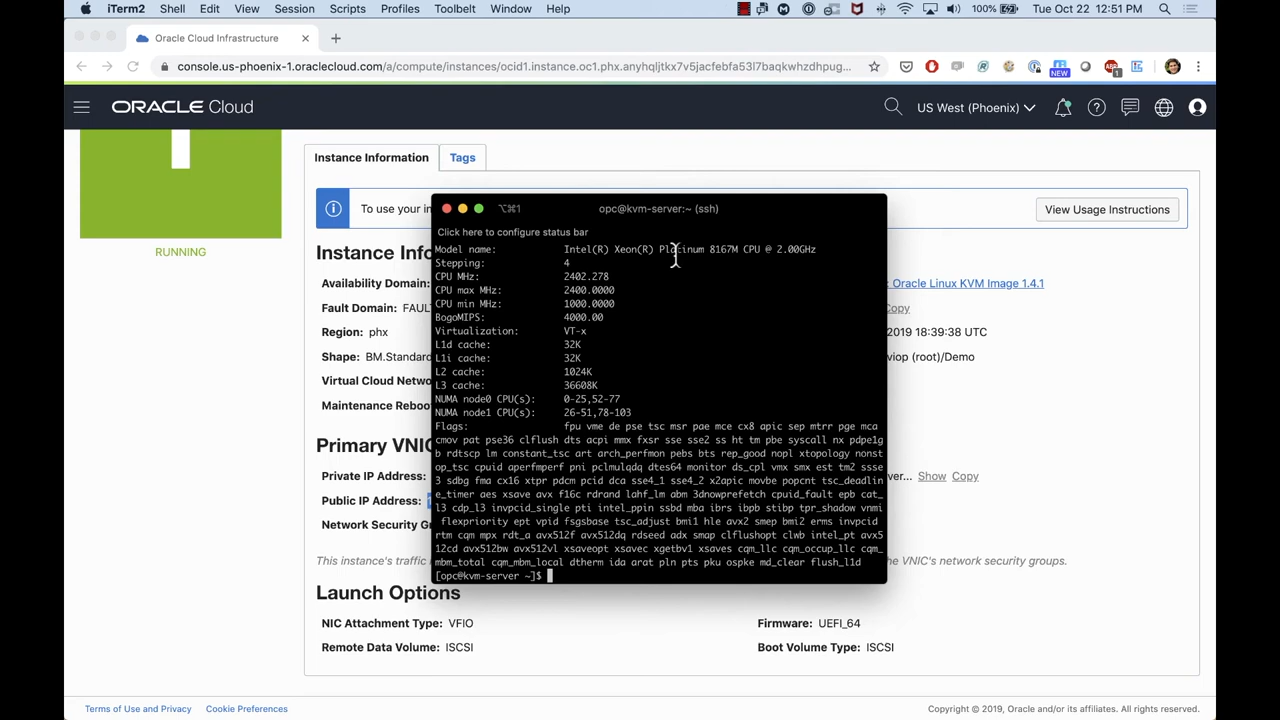 iTerm2 Shell Edit View Session Scripts Profiles Toolbelt Window Help 100% Tue Oct 22 12:51 PM
Oracle Cloud Infrastructure
console.us-phoenix-1.oraclecloud.com/a/compute/instances/ocid1.instance.oc1.phx.anyhqljtkx7v5jacfebfa53l7baqkwhzdhpug... NEW 1
ORACLE Cloud US West (Phoenix)
Instance Information Tags
To use your in View Usage Instructions
RUNNING
Instance Info
Availability Domain: Oracle Linux KVM Image 1.4.1
Fault Domain: FAUL Copy
Region: phx 2019 18:39:38 UTC
Shape: BM.Standard viop (root)/Demo
Virtual Cloud Netwo
Maintenance Reboo
Primary VNIC
Private IP Address: server... Show Copy
Public IP Address:
Network Security Gr
This instance's traffic i the VNIC's network security groups.
Launch Options
NIC Attachment Type: VFIO Firmware: UEFI_64
Remote Data Volume: ISCSI Boot Volume Type: ISCSI
Terms of Use and Privacy Cookie Preferences Copyright © 2019, Oracle and/or its affiliates. All rights reserved.
⌥⌘1 opc@kvm-server:~ (ssh)
Click here to configure status bar
Model name: Intel(R) Xeon(R) Platinum 8167M CPU @ 2.00GHz
Stepping: 4
CPU MHz: 2402.278
CPU max MHz: 2400.0000
CPU min MHz: 1000.0000
BogoMIPS: 4000.00
Virtualization: VT-x
L1d cache: 32K
L1i cache: 32K
L2 cache: 1024K
L3 cache: 36608K
NUMA node0 CPU(s): 0-25,52-77
NUMA node1 CPU(s): 26-51,78-103
Flags: fpu vme de pse tsc msr pae mce cx8 apic sep mtrr pge mca
cmov pat pse36 clflush dts acpi mmx fxsr sse sse2 ss ht tm pbe syscall nx pdpe1g
b rdtscp lm constant_tsc art arch_perfmon pebs bts rep_good nopl xtopology nonst
op_tsc cpuid aperfmperf pni pclmulqdq dtes64 monitor ds_cpl vmx smx est tm2 ssse
3 sdbg fma cx16 xtpr pdcm pcid dca sse4_1 sse4_2 x2apic movbe popcnt tsc_deadlin
e_timer aes xsave avx f16c rdrand lahf_lm abm 3dnowprefetch cpuid_fault epb cat_
l3 cdp_l3 invpcid_single pti intel_ppin ssbd mba ibrs ibpb stibp tpr_shadow vnmi
flexpriority ept vpid fsgsbase tsc_adjust bmi1 hle avx2 smep bmi2 erms invpcid
rtm cqm mpx rdt_a avx512f avx512dq rdseed adx smap clflushopt clwb intel_pt avx5
12cd avx512bw avx512vl xsaveopt xsavec xgetbv1 xsaves cqm_llc cqm_occup_llc cqm_
mbm_total cqm_mbm_local dtherm ida arat pln pts pku ospke md_clear flush_l1d
[opc@kvm-server ~]$